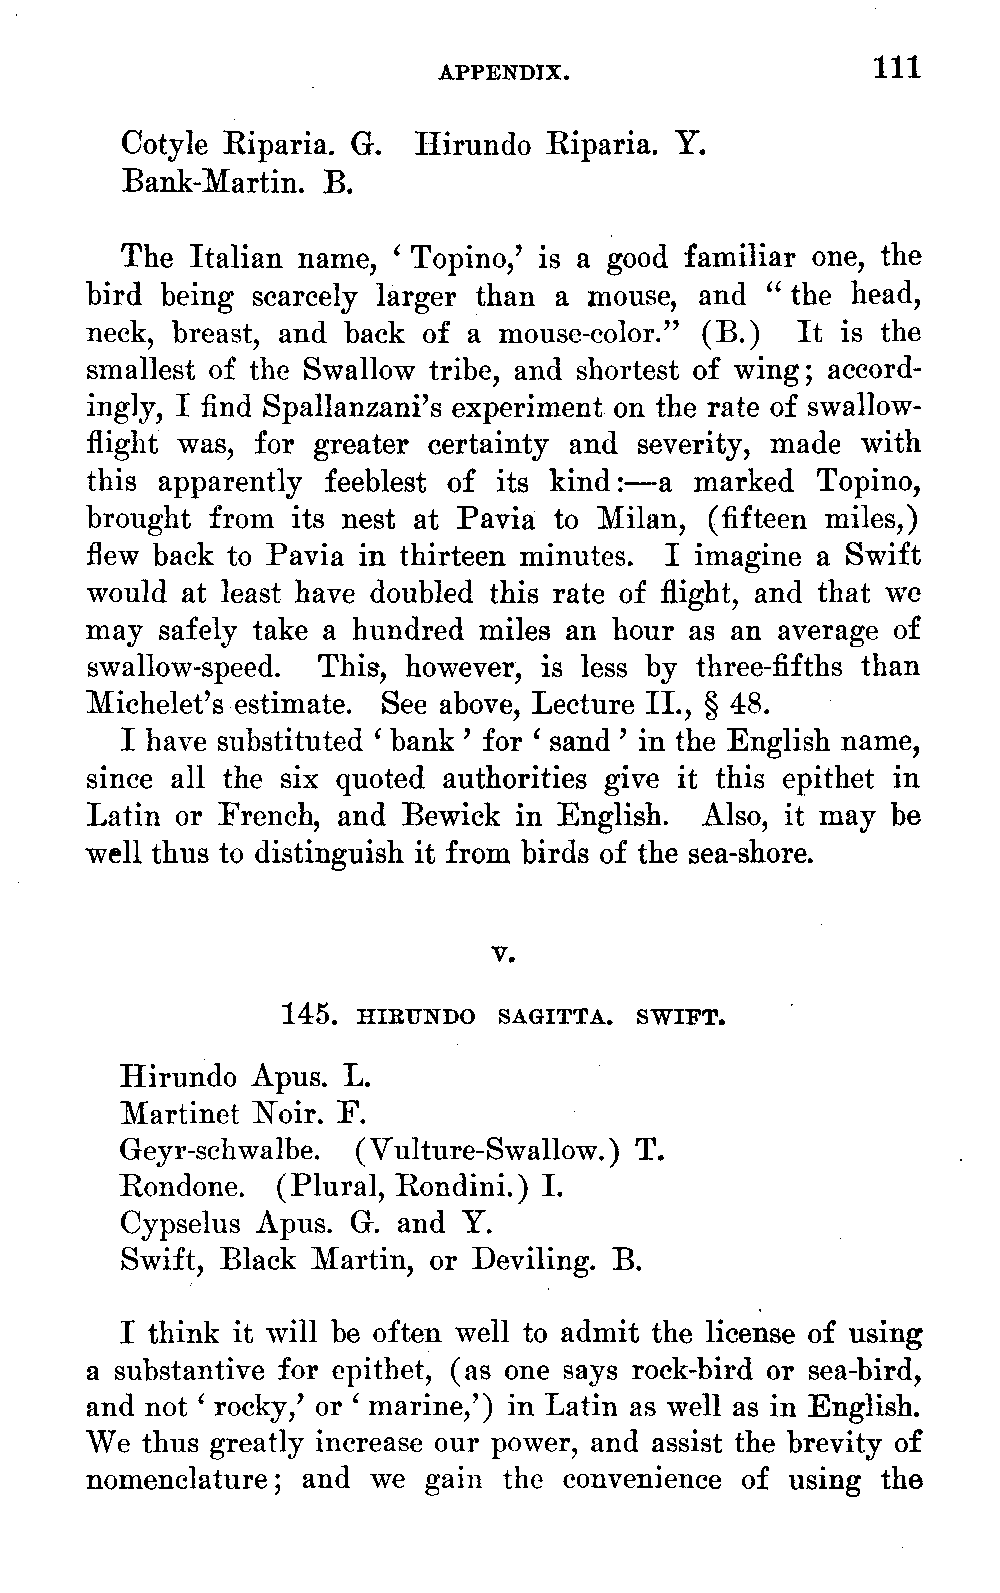 APPENDIX. 111
Cotyle Riparia. G. Hirundo Riparia. Y.
Bank-Martin. B.
The Italian name, ‘Topino,’ is a good familiar one, the
bird being scarcely larger than a mouse, and “the head,
neck, breast, and back of a mouse-color.” (B.) It is the
smallest of the Swallow tribe, and shortest of wing; accord-
ingly, I find Spallanzani’s experiment on the rate of swallow-
flight was, for greater certainty and severity, made with
this apparently feeblest of its kind:—a marked Topino,
brought from its nest at Pavia to Milan, (fifteen miles,)
flew back to Pavia in thirteen minutes. I imagine a Swift
would at least have doubled this rate of flight, and that we
may safely take a hundred miles an hour as an average of
swallow-speed. This, however, is less by three-fifths than
Michelet’s estimate. See above, Lecture II., § 48.
I have substituted ‘bank’ for ‘sand’ in the English name,
since all the six quoted authorities give it this epithet in
Latin or French, and Bewick in English. Also, it may be
well thus to distinguish it from birds of the sea-shore.
V.
145. HIRUNDO SAGITTA. SWIFT.
Hirundo Apus. L.
Martinet Noir. F.
Geyr-schwalbe. (Vulture-Swallow.) T.
Rondone. (Plural, Rondini.) I.
Cypselus Apus. G. and Y.
Swift, Black Martin, or Deviling. B.
I think it will be often well to admit the license of using
a substantive for epithet, (as one says rock-bird or sea-bird,
and not ‘rocky,’ or ‘marine,’) in Latin as well as in English.
We thus greatly increase our power, and assist the brevity of
nomenclature; and we gain the convenience of using the